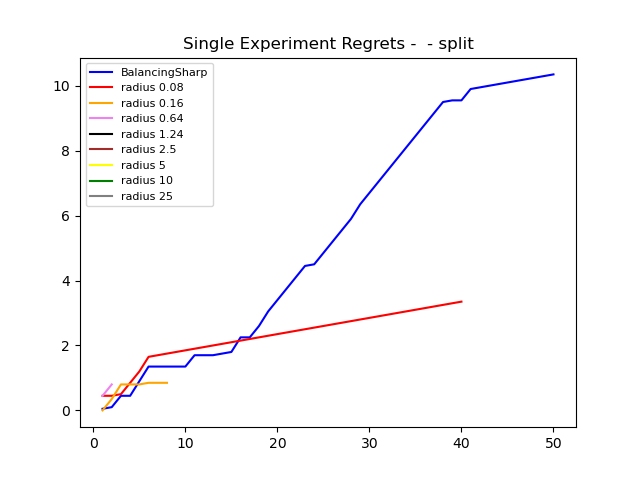 Single Experiment Regrets -  - split
BalancingSharp
radius 0.08
radius 0.16
radius 0.64
radius 1.24
radius 2.5
radius 5
radius 10
radius 25
10
8
6
4
2
0
0 10 20 30 40 50